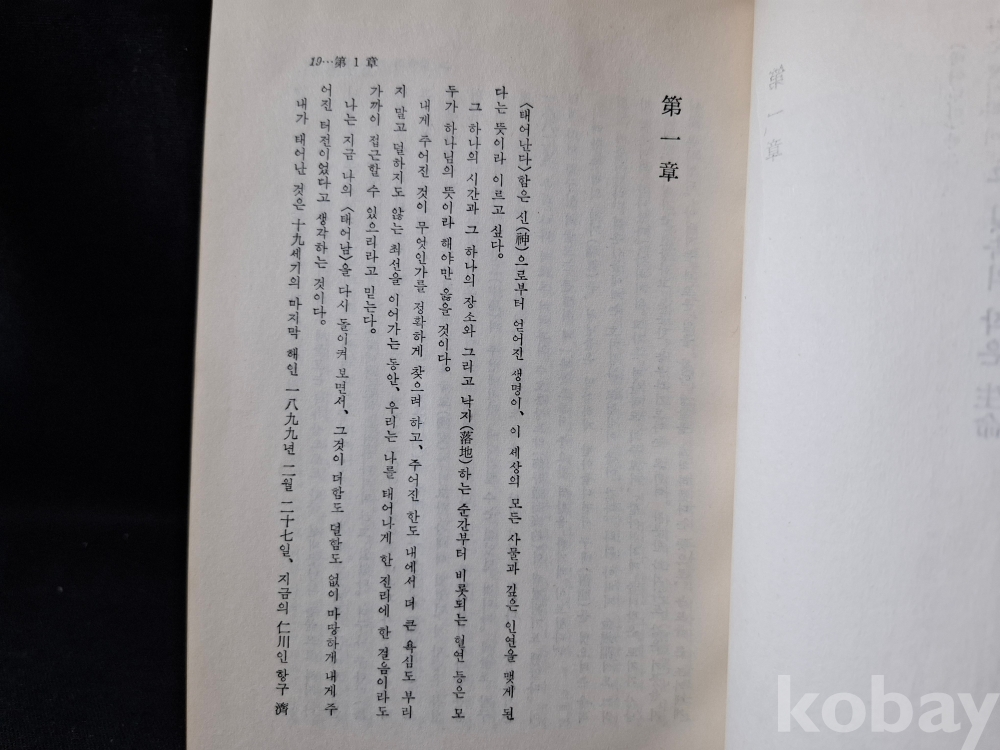 19…第 1 章
第一章
〈태어난다〉함은 신(神)으로부터 얻어진 생명이, 이 세상의 모든 사물과 깊은 인연을 맺게 된
다는 뜻이라 이르고 싶다.
그 하나의 시간과 그 하나의 장소와 그리고 낙지(落地)하는 순간부터 비롯되는 혈연 등은 모
두가 하나님의 뜻이라 해야만 옳을 것이다.
내게 주어진 것이 무엇인가를 정확하게 찾으려 하고, 주어진 한도 내에서 더 큰 욕심도 부리
지 말고 덜하지도 않는 최선을 이어가는 동안, 우리는 나를 태어나게 한 진리에 한 걸음이라도
가까이 접근할 수 있으리라고 믿는다.
나는 지금 나의 〈태어남〉을 다시 돌이켜 보면서, 그것이 더함도 덜함도 없이 마땅하게 내게 주
어진 터전이었다고 생각하는 것이다.
내가 태어난 것은 十九세기의 마지막 해인 一八九九년 二월 二十七일, 지금의 仁川인 항구 濟
第一章
kobay